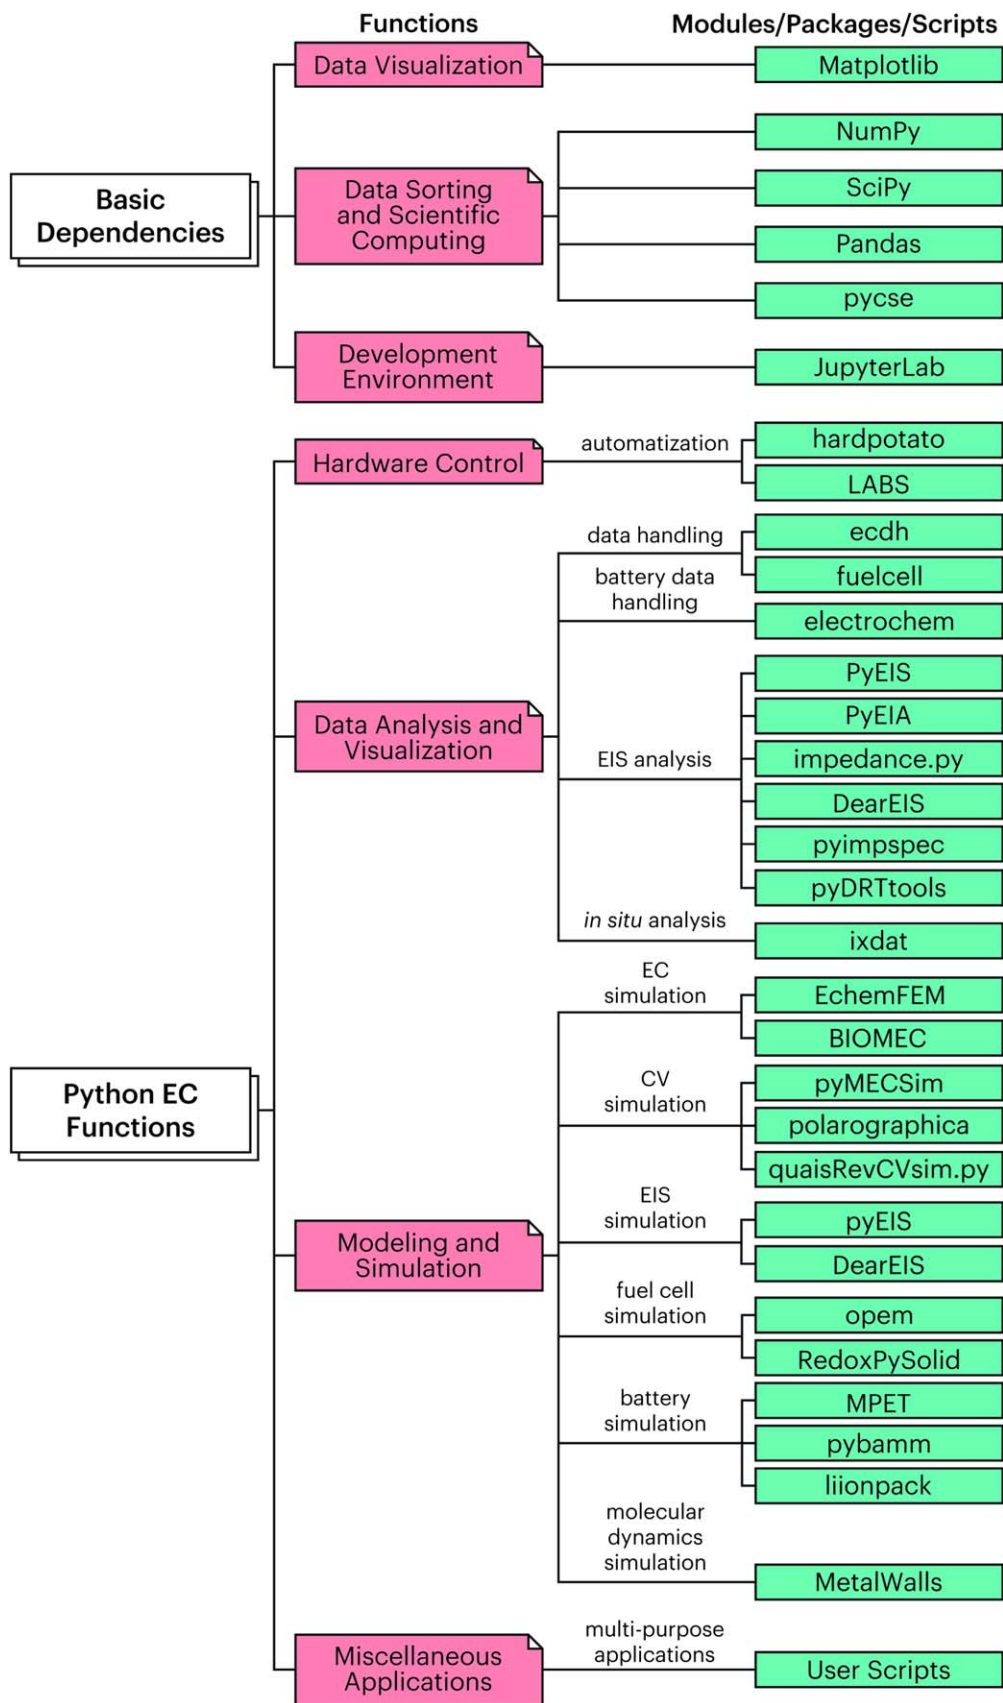 Functions
Modules/Packages/Scripts
Data Visualization
Matplotlib
NumPy
Basic
Dependencies
Data Sorting
and Scientific
Computing
SciPy
Pandas
pycse
Development
Environment
JupyterLab
Hardware Control
automatization
hardpotato
LABS
data handling
ecdh
fuelcell
battery data
handling
electrochem
Data Analysis and
Visualization
EIS analysis
PyEIS
PyEIA
impedance.py
DearEIS
pyimpspec
pyDRTtools
in situ analysis
ixdat
Python EC
Functions
Modeling and
Simulation
EC
simulation
EchemFEM
BIOMEC
CV
simulation
pyMECSim
polarographica
quaisRevCVsim.py
EIS
simulation
pyEIS
DearEIS
fuel cell
simulation
opem
RedoxPySolid
battery
simulation
MPET
pybamm
liionpack
molecular
dynamics
simulation
MetalWalls
Miscellaneous
Applications
multi-purpose
applications
User Scripts